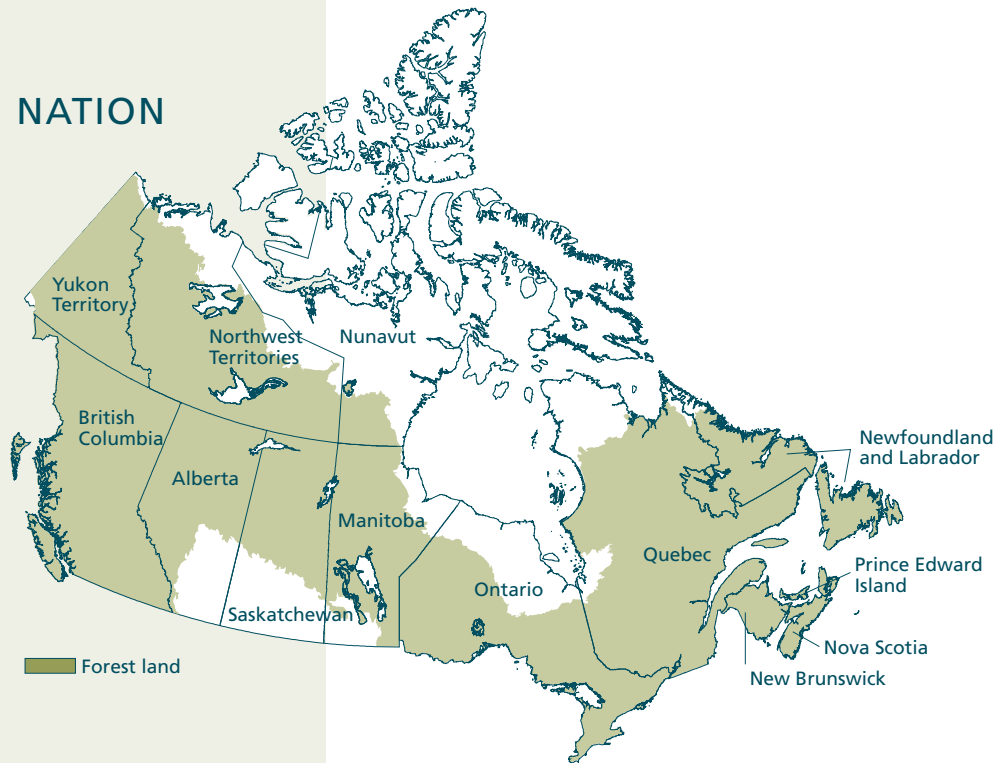 NATION
Yukon
Territory
Northwest
Territories
Nunavut
British
Columbia
Alberta
Manitoba
Saskatchewan
Ontario
Quebec
Newfoundland
and Labrador
Prince Edward
Island
Nova Scotia
New Brunswick
Forest land